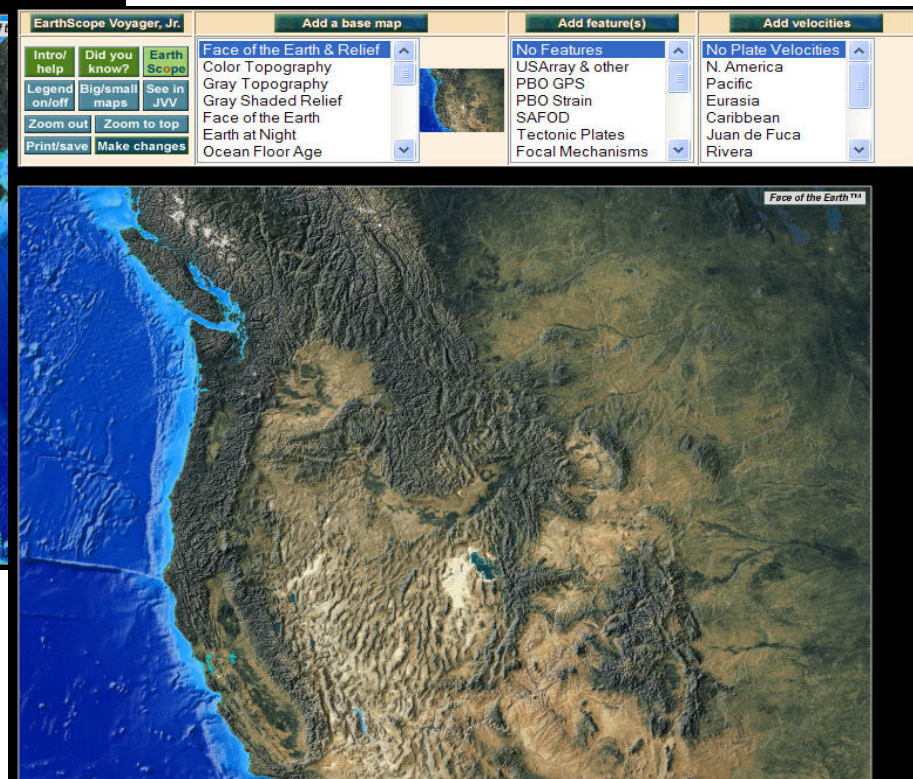 EarthScope Voyager, Jr.
Intro/
help
Did you
know?
Earth
Scope
Legend
on/off
Big/small
maps
See in
JVV
Zoom out
Zoom to top
Print/save
Make changes
Add a base map
Face of the Earth & Relief
Color Topography
Gray Topography
Gray Shaded Relief
Face of the Earth
Earth at Night
Ocean Floor Age
Add feature(s)
No Features
USArray & other
PBO GPS
PBO Strain
SAFOD
Tectonic Plates
Focal Mechanisms
Add velocities
No Plate Velocities
N. America
Pacific
Eurasia
Caribbean
Juan de Fuca
Rivera
Face of the Earth™